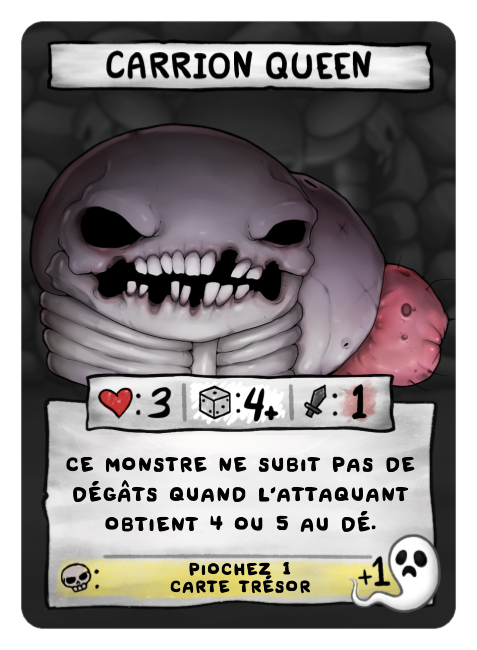 CARRION QUEEN
:3 :4+ :1
CE MONSTRE NE SUBIT PAS DE
DÉGÂTS QUAND L'ATTAQUANT
OBTIENT 4 OU 5 AU DÉ.
: PIOCHEZ 1
CARTE TRÉSOR
+1